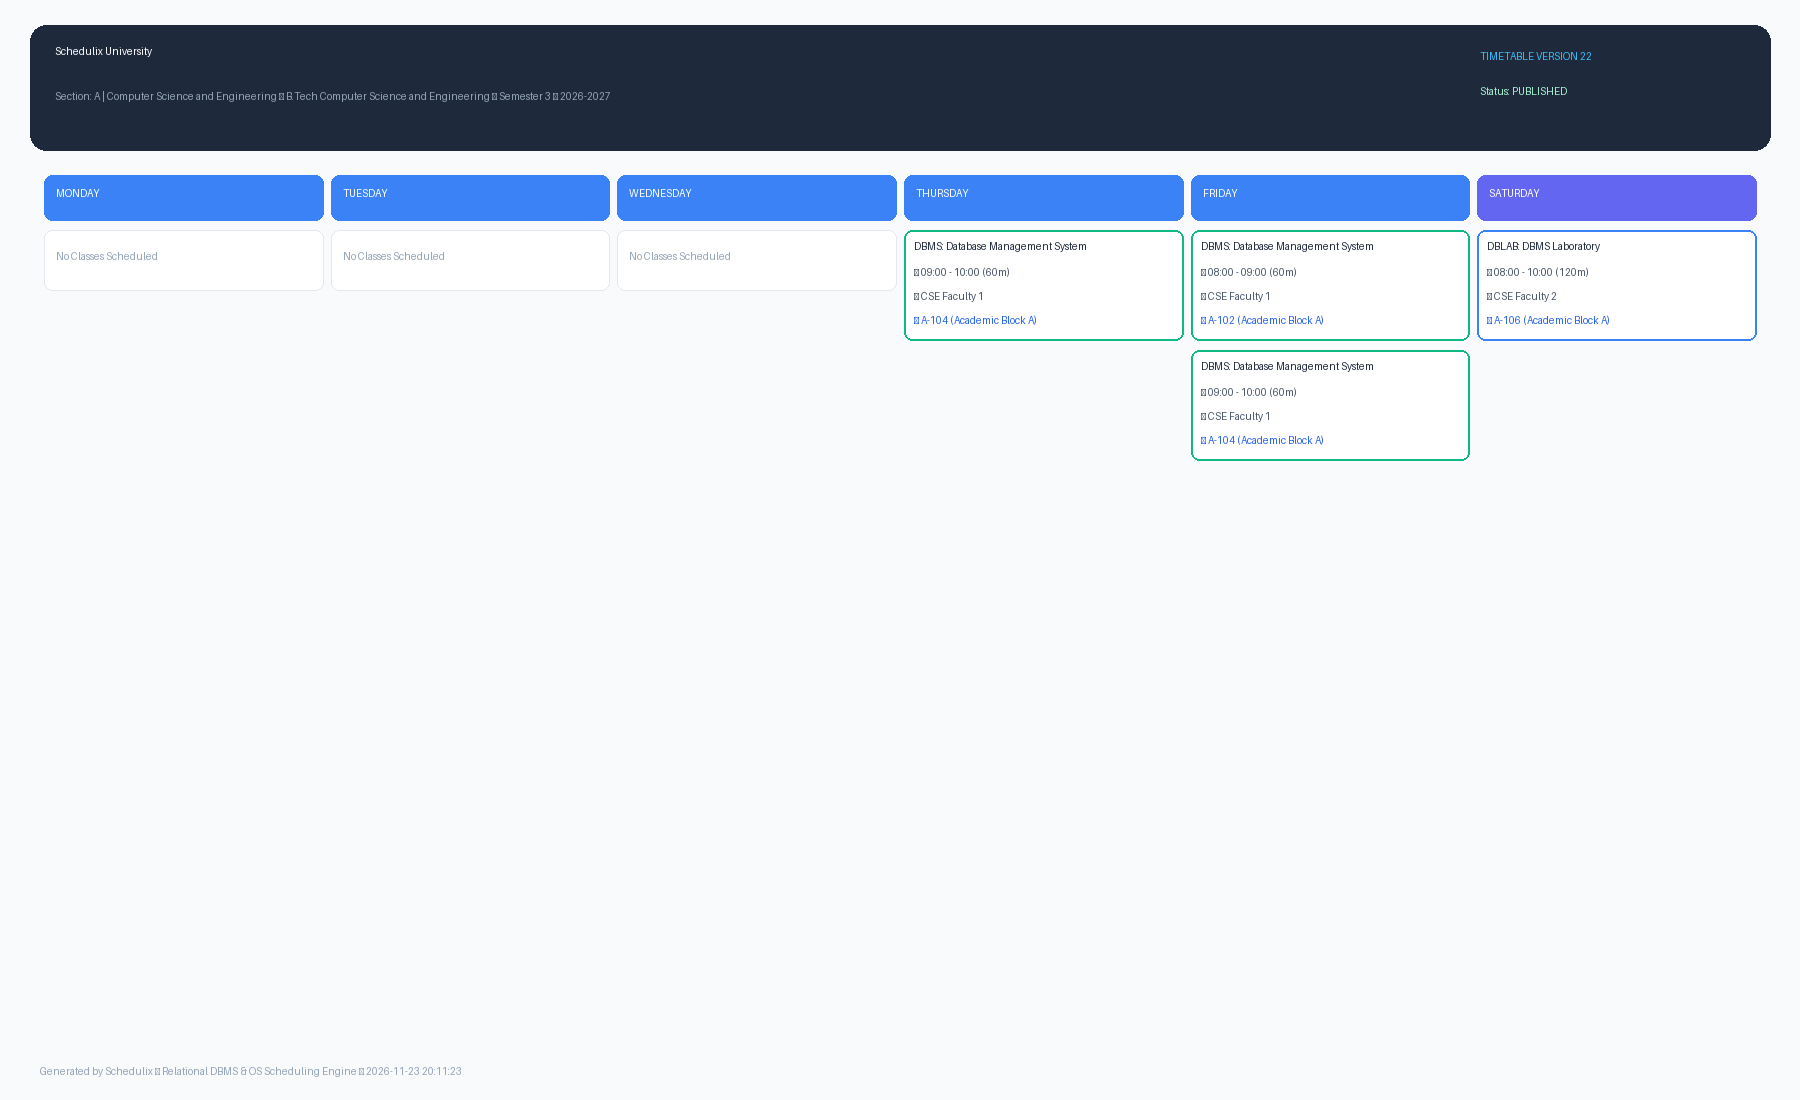 Schedulix University
TIMETABLE VERSION 22
Section: A | Computer Science and Engineering B.Tech Computer Science and Engineering Semester 3 2026-2027
Status: PUBLISHED
MONDAY
No Classes Scheduled
TUESDAY
No Classes Scheduled
WEDNESDAY
No Classes Scheduled
THURSDAY
DBMS: Database Management System
09:00 - 10:00 (60m)
CSE Faculty 1
A-104 (Academic Block A)
FRIDAY
DBMS: Database Management System
08:00 - 09:00 (60m)
CSE Faculty 1
A-102 (Academic Block A)
DBMS: Database Management System
09:00 - 10:00 (60m)
CSE Faculty 1
A-104 (Academic Block A)
SATURDAY
DBLAB: DBMS Laboratory
08:00 - 10:00 (120m)
CSE Faculty 2
A-106 (Academic Block A)
Generated by Schedulix Relational DBMS & OS Scheduling Engine 2026-11-23 20:11:23